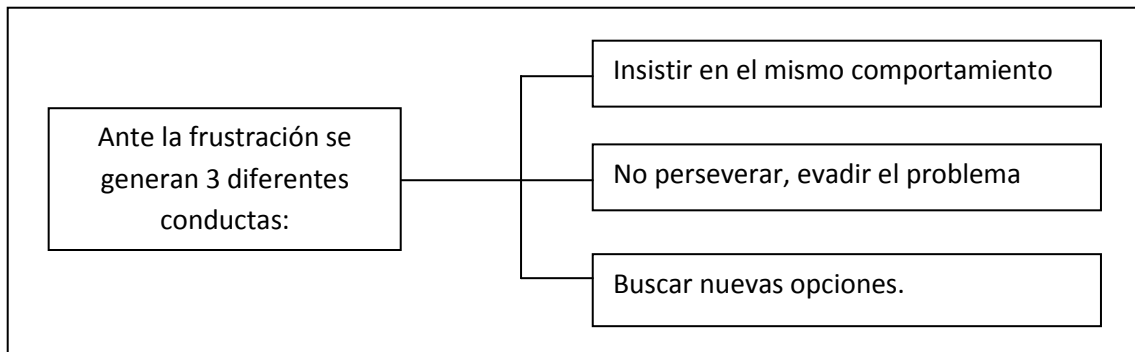 Ante la frustración se
generan 3 diferentes
conductas:
Insistir en el mismo comportamiento
No perseverar, evadir el problema
Buscar nuevas opciones.